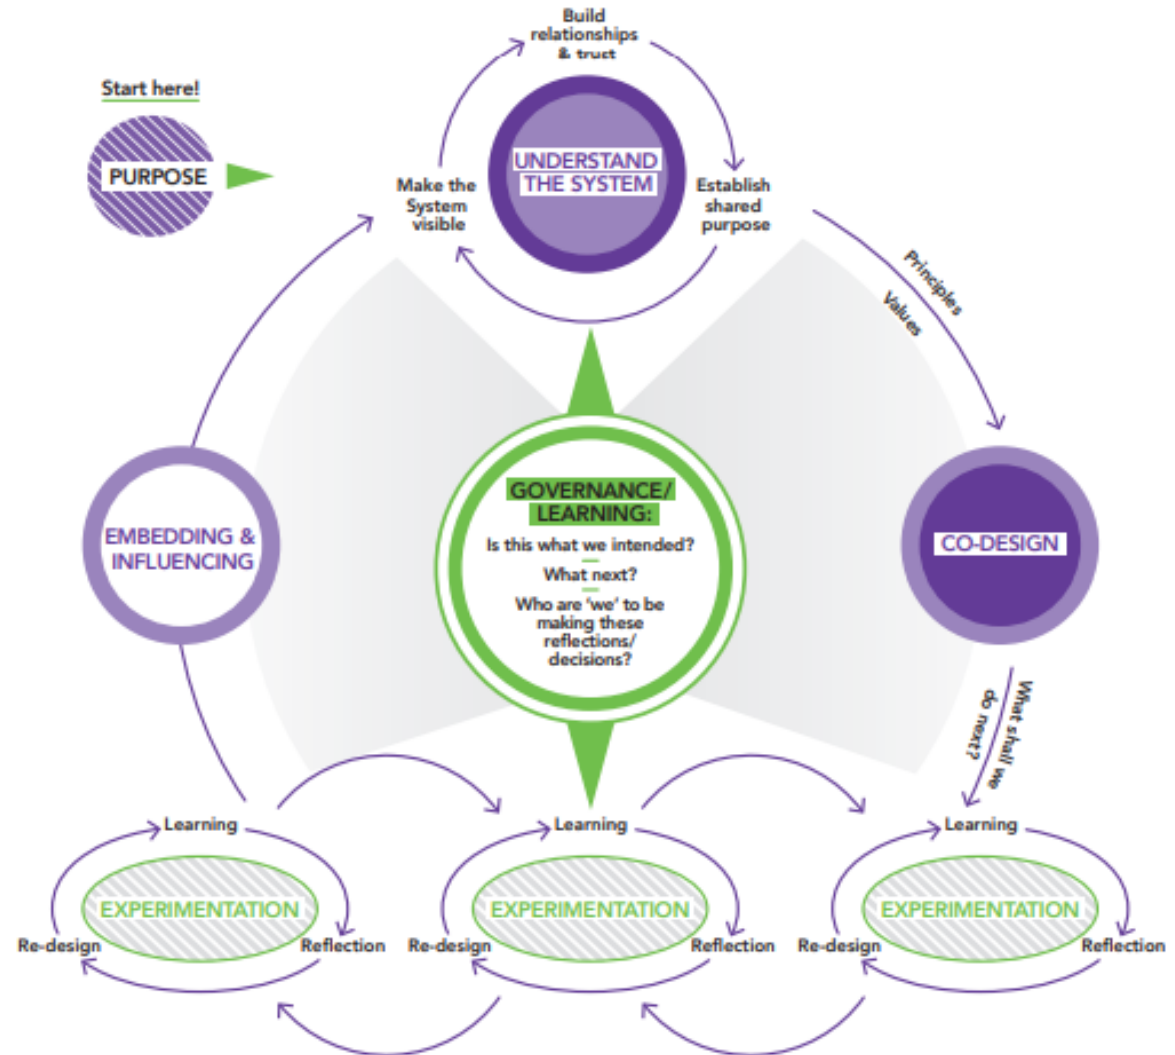 Build
relationships
& trust
Start here!
PURPOSE
UNDERSTAND
THE SYSTEM
Make the
System
visible
Establish
shared
purpose
Principles
Values
GOVERNANCE/
LEARNING:
Is this what we intended?
What next?
Who are ‘we’ to be
making these
reflections/
decisions?
EMBEDDING &
INFLUENCING
CO-DESIGN
What shall we
do next?
Learning
EXPERIMENTATION
Re-design
Reflection
Learning
EXPERIMENTATION
Re-design
Reflection
Learning
EXPERIMENTATION
Re-design
Reflection